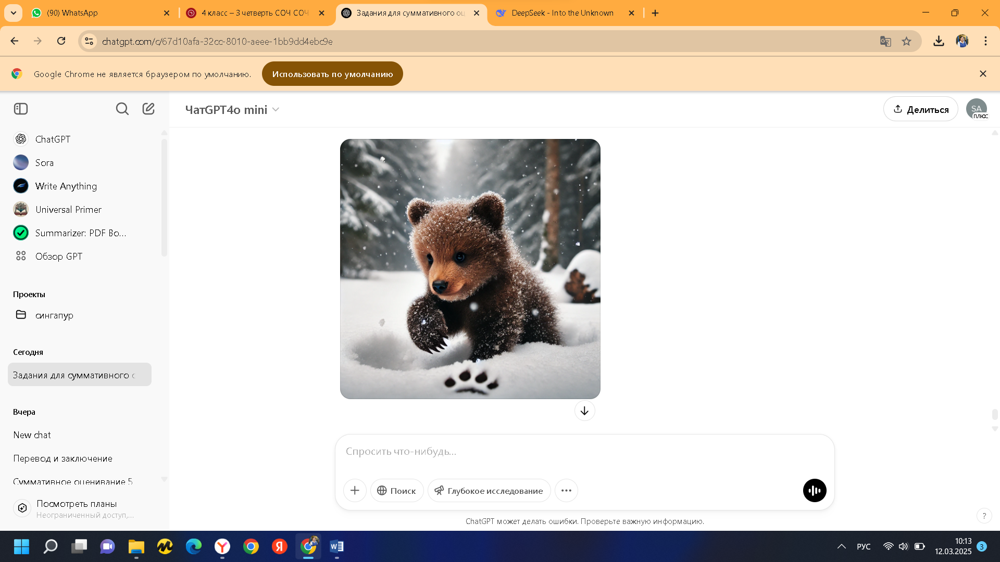 (90) WhatsApp
4 класс – 3 четверть СОЧ СОЧ
Задания для суммативного оц
DeepSeek - Into the Unknown
chatgpt.com/c/67d10afa-32cc-8010-aeee-1bb9dd4ebc9e
Google Chrome не является браузером по умолчанию.
Использовать по умолчанию
ЧатGPT4o mini
Делиться
SA
ПЛЮС
ChatGPT
Sora
Write Anything
Universal Primer
Summarizer: PDF Bo...
Обзор GPT
Проекты
сингапур
Сегодня
Задания для суммативного о
Вчера
New chat
Перевод и заключение
Суммативное оценивание 5
Посмотреть планы
Неограниченный доступ,...
Спросить что-нибудь...
Поиск
Глубокое исследование
ChatGPT может делать ошибки. Проверьте важную информацию.
?
РУС
10:13
12.03.2025
3